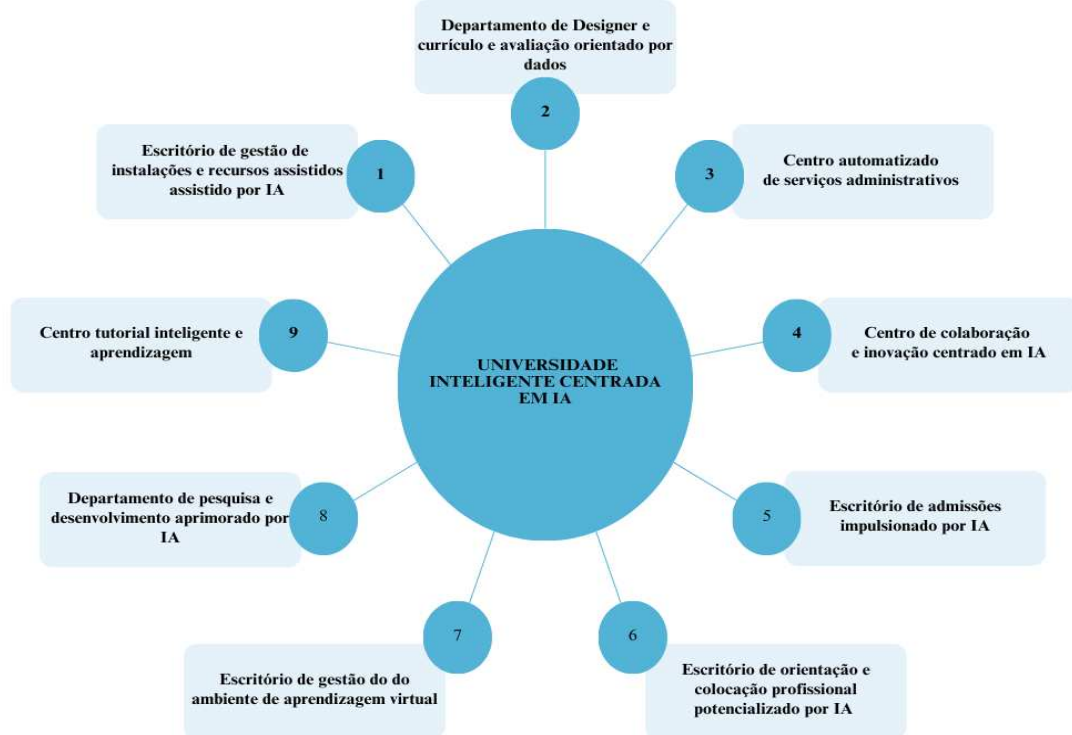 Departamento de Designer e
currículo e avaliação orientado por
dados
2
Escritório de gestão de
instalações e recursos assistidos
assistido por IA
1
3
Centro automatizado
de serviços administrativos
Centro tutorial inteligente e
aprendizagem
9
4
Centro de colaboração
e inovação centrado em IA
UNIVERSIDADE
INTELIGENTE CENTRADA
EM IA
Departamento de pesquisa e
desenvolvimento aprimorado por
IA
8
5
Escritório de admissões
impulsionado por IA
Escritório de gestão do do
ambiente de aprendizagem virtual
7
6
Escritório de orientação e
colocação profissional
potencializado por IA